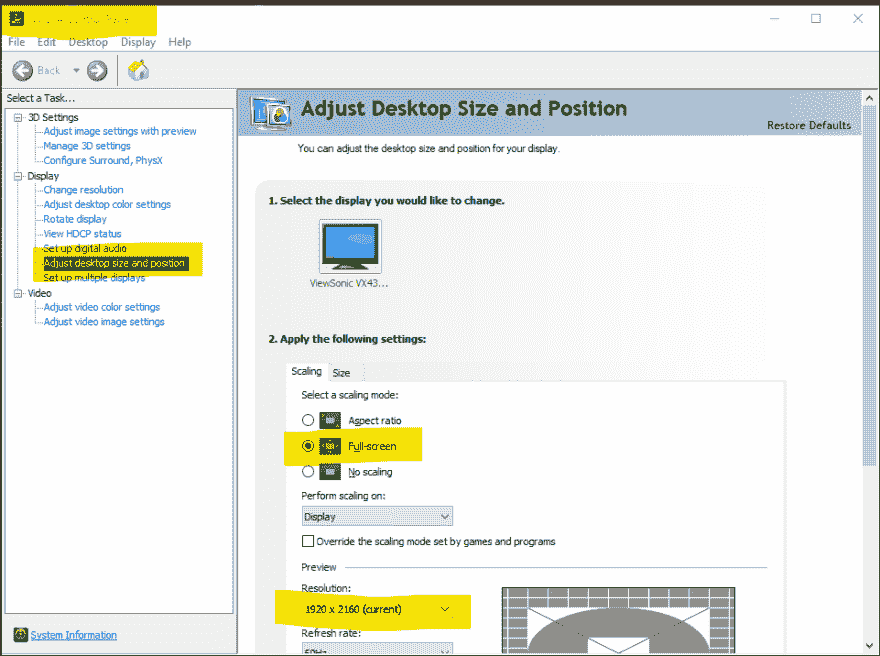 File Edit Desktop Display Help
Back
Select a Task...
3D Settings
Adjust image settings with preview
Manage 3D settings
Configure Surround, PhysX
Display
Change resolution
Adjust desktop color settings
Rotate display
View HDCP status
Set up digital audio
Adjust desktop size and position
Set up multiple displays
Video
Adjust video color settings
Adjust video image settings
System Information
Adjust Desktop Size and Position
Restore Defaults
You can adjust the desktop size and position for your display.
1. Select the display you would like to change.
ViewSonic VX43...
2. Apply the following settings:
Scaling Size
Select a scaling mode:
Aspect ratio
Full-screen
No scaling
Perform scaling on:
Display
Override the scaling mode set by games and programs
Preview
Resolution:
1920 x 2160 (current)
Refresh rate:
60Hz